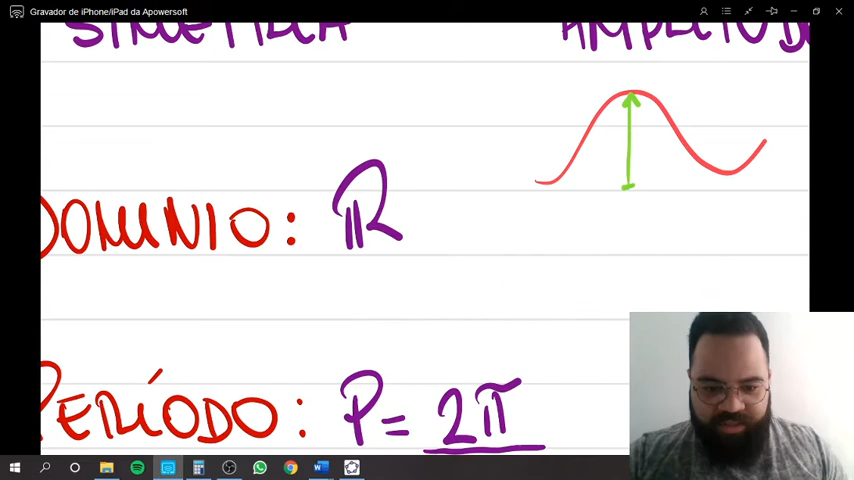 Gravador de iPhone/iPad da Apowersoft
DOMINIO: ℝ
PERÍODO: P = 2π